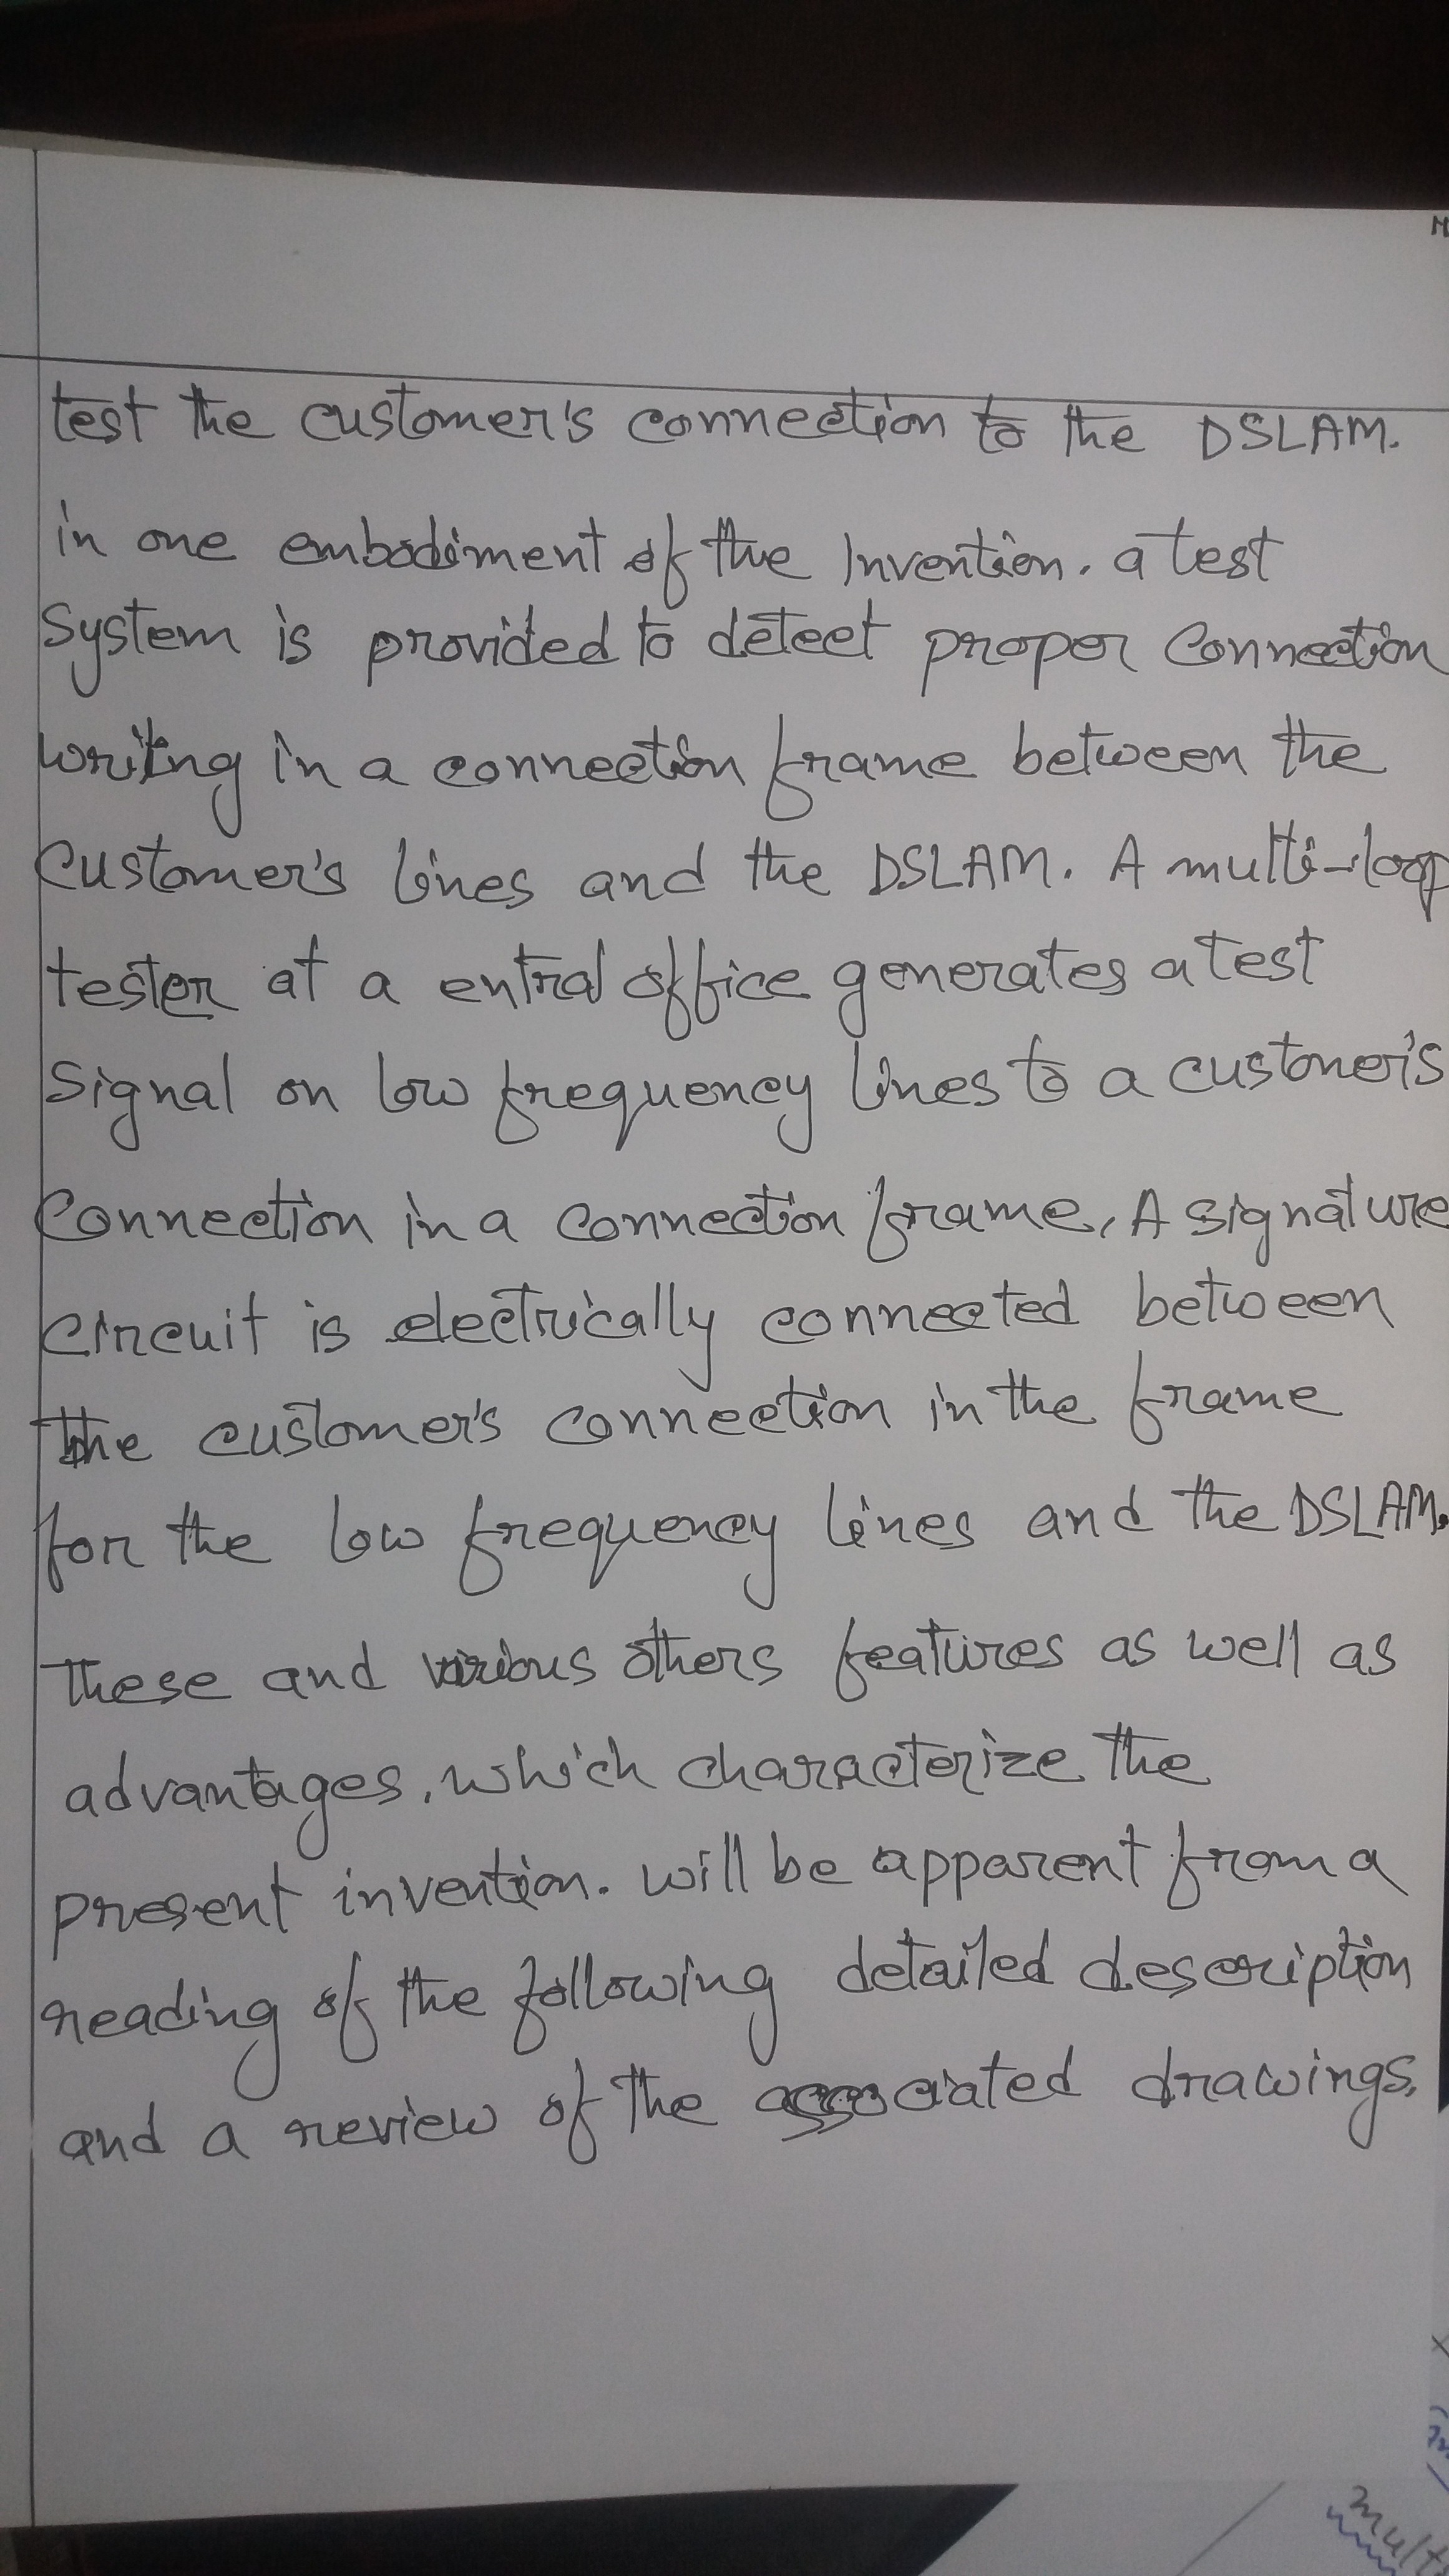 test the customer's connection to the DSLAM.
in one embodiment of the Invention. a test
System is provided to detect proper Connection
writing in a connection frame between the
Customer's lines and the DSLAM. A multi-loop
tester at a entral office generates a test
Signal on low frequency lines to a customer's
Connection in a connection frame, A signature
circuit is electrically connected between
the customer's connection in the frame
for the low frequency lines and the DSLAM.
These and various others features as well as
advantages, which characterize the
present invention. will be apparent from a
reading of the following detailed description
and a review of the associated drawings.